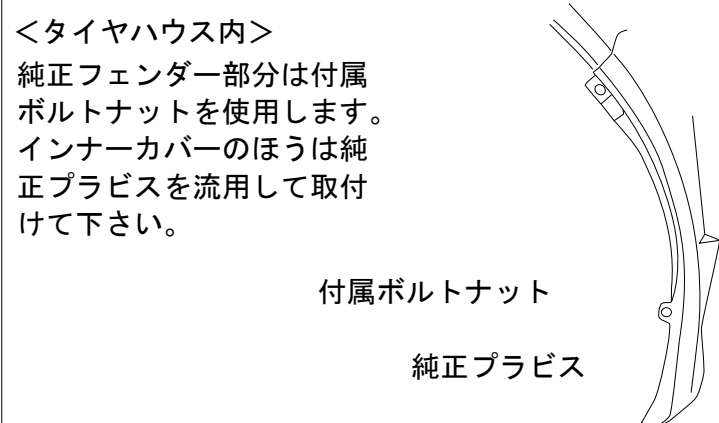 ＜タイヤハウス内＞
純正フェンダー部分は付属
ボルトナットを使用します。
インナーカバーのほうは純
正プラビスを流用して取付
けて下さい。
付属ボルトナット
純正プラビス